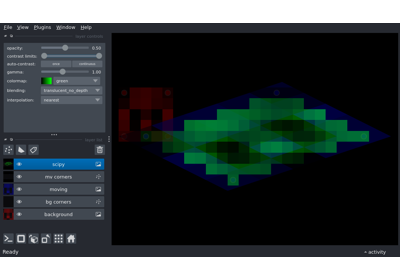 File View Plugins Window Help
opacity: 0.50
contrast limits:
auto-contrast: once continuous
gamma: 1.00
colormap: green
blending: translucent_no_depth
interpolation: nearest
scipy
mv corners
moving
bg corners
background
Ready
activity